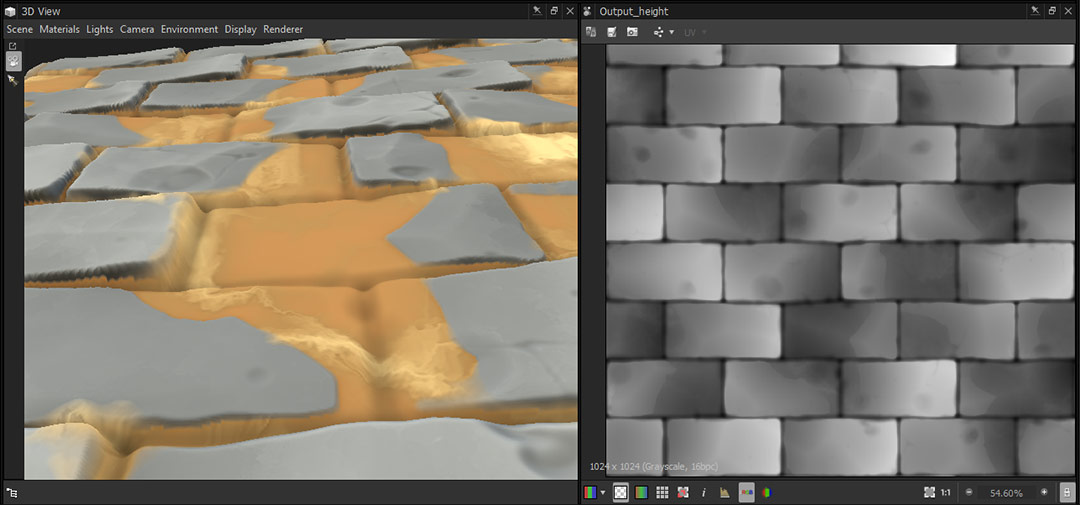 3D View
Scene Materials Lights Camera Environment Display Renderer
Output_height
UV
1024 x 1024 (Grayscale, 16bpc)
RGB
1:1
54.60%